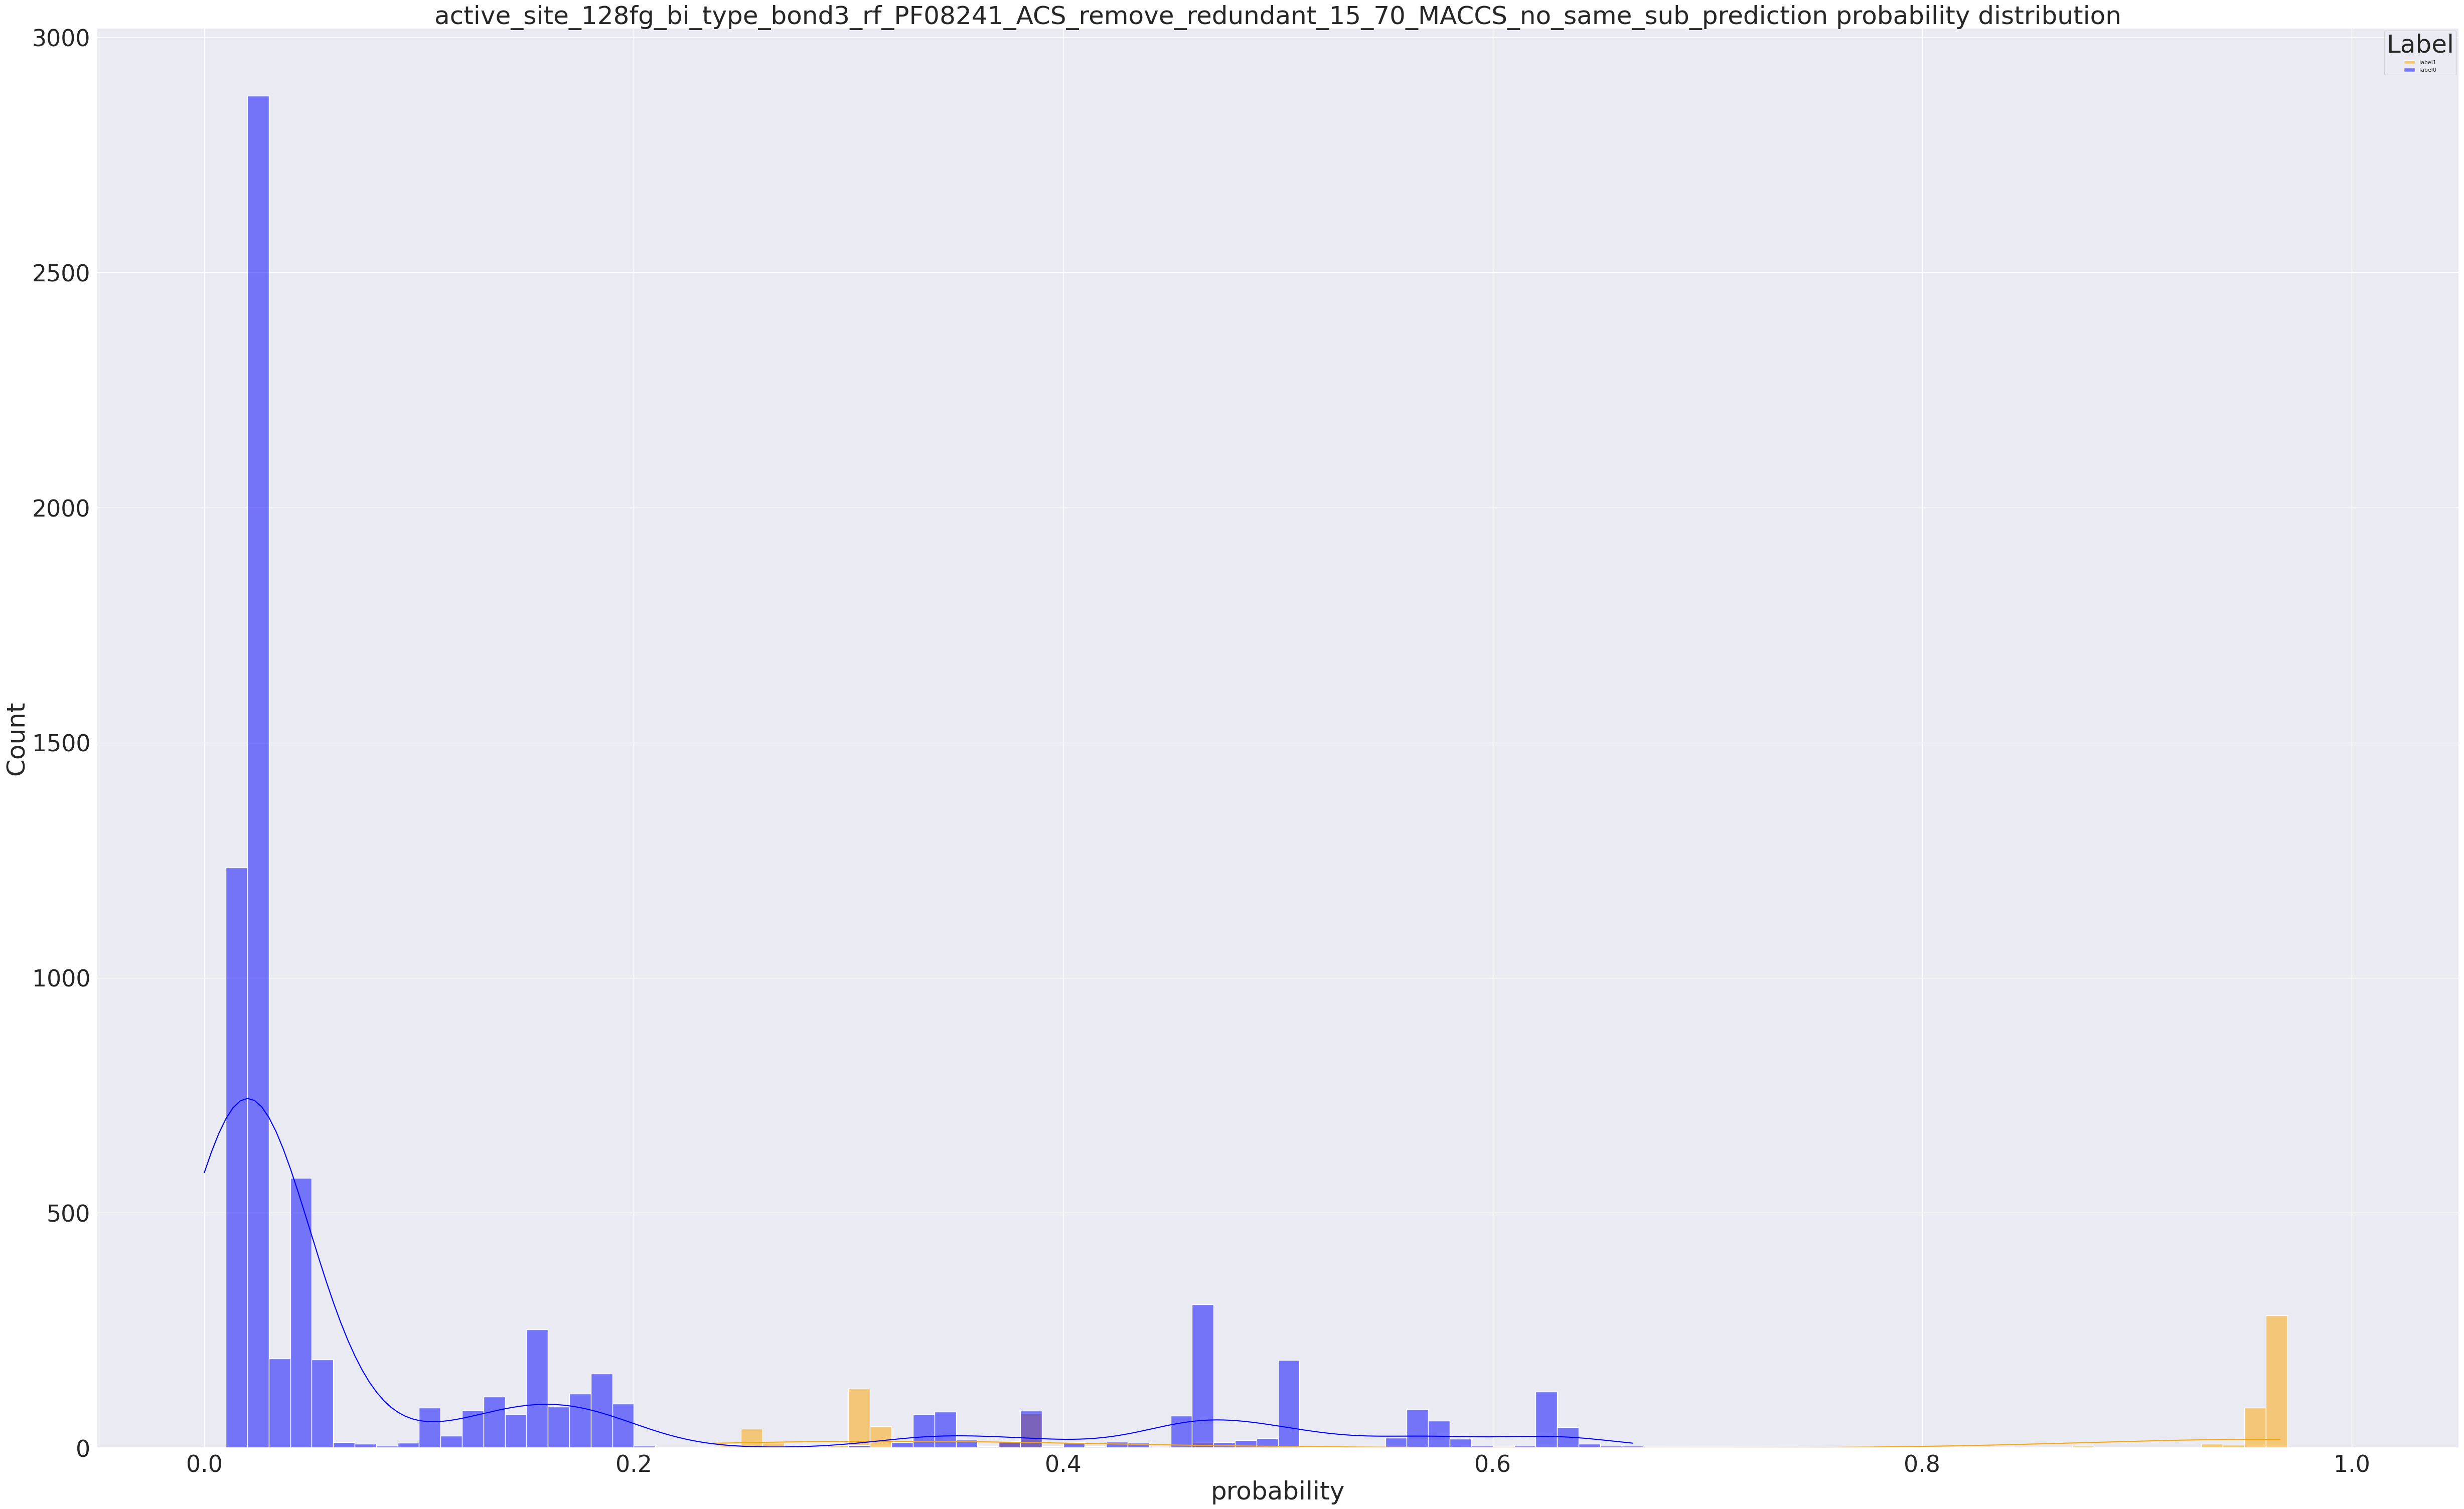 active_site_128fg_bi_type_bond3_rf_PF08241_ACS_remove_redundant_15_70_MACCS_no_same_sub_prediction probability distribution
Label
label1
label0
3000
2500
2000
1500
1000
500
0
Count
0.0 0.2 0.4 0.6 0.8 1.0
probability